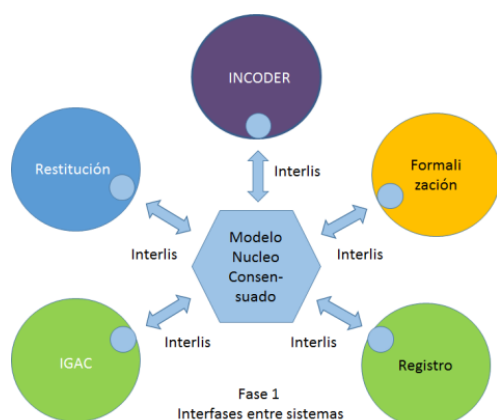 INCODER
Interlis
Restitución
Formali
zación
Interlis
Modelo
Nucleo
Consen-
suado
Interlis
IGAC
Interlis
Interlis
Registro
Fase 1
Interfases entre sistemas